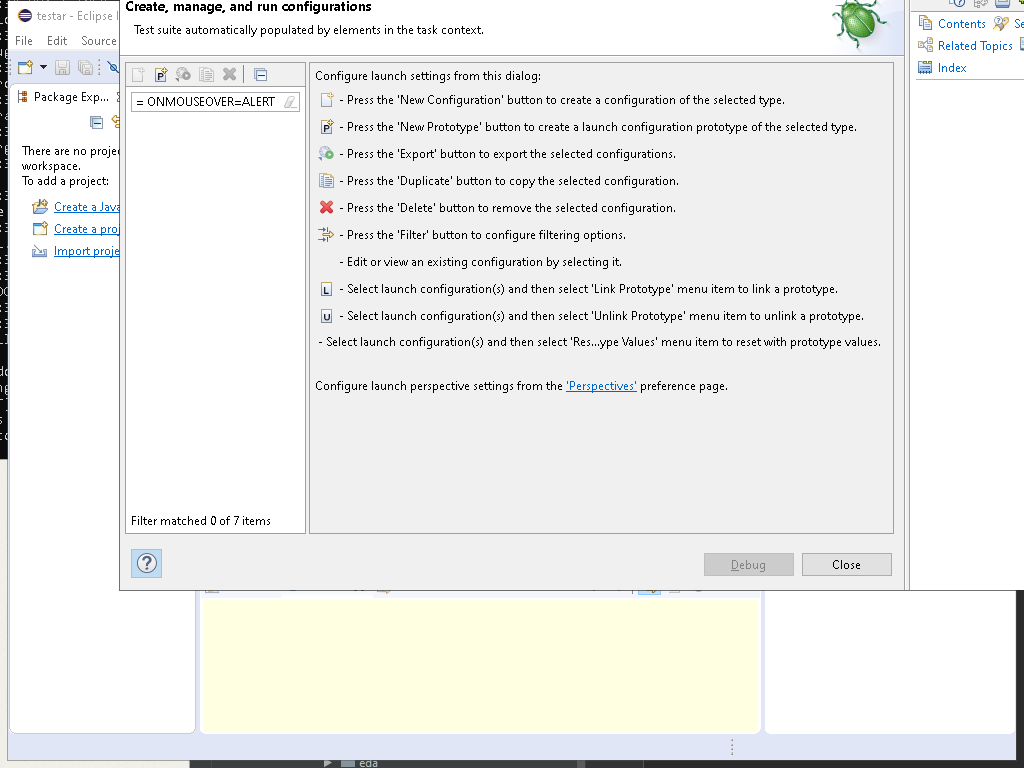 Create, manage, and run configurations
testar - Eclipse I
Test suite automatically populated by elements in the task context.
File Edit Source
Contents
Related Topics
Index
Package Exp...
= ONMOUSEOVER=ALERT
There are no
workspace.
To add a project:
Create a Java
Create a
Import
Filter matched 0 of 7 items
Configure launch settings from this dialog:
- Press the 'New Configuration' button to create a configuration of the selected type.
P - Press the 'New Prototype' button to create a launch configuration prototype of the selected type.
- Press the 'Export' button to export the selected configurations.
- Press the 'Duplicate' button to copy the selected configuration.
- Press the 'Delete' button to remove the selected configuration.
- Press the 'Filter' button to configure filtering options.
- Edit or view an existing configuration by selecting it.
L - Select launch configuration(s) and then select 'Link Prototype' menu item to link a prototype.
U - Select launch configuration(s) and then select 'Unlink Prototype' menu item to unlink a prototype.
- Select launch configuration(s) and then select 'Res...ype Values' menu item to reset with prototype values.
Configure launch perspective settings from the 'Perspectives' preference page.
?
Debug
Close
eda